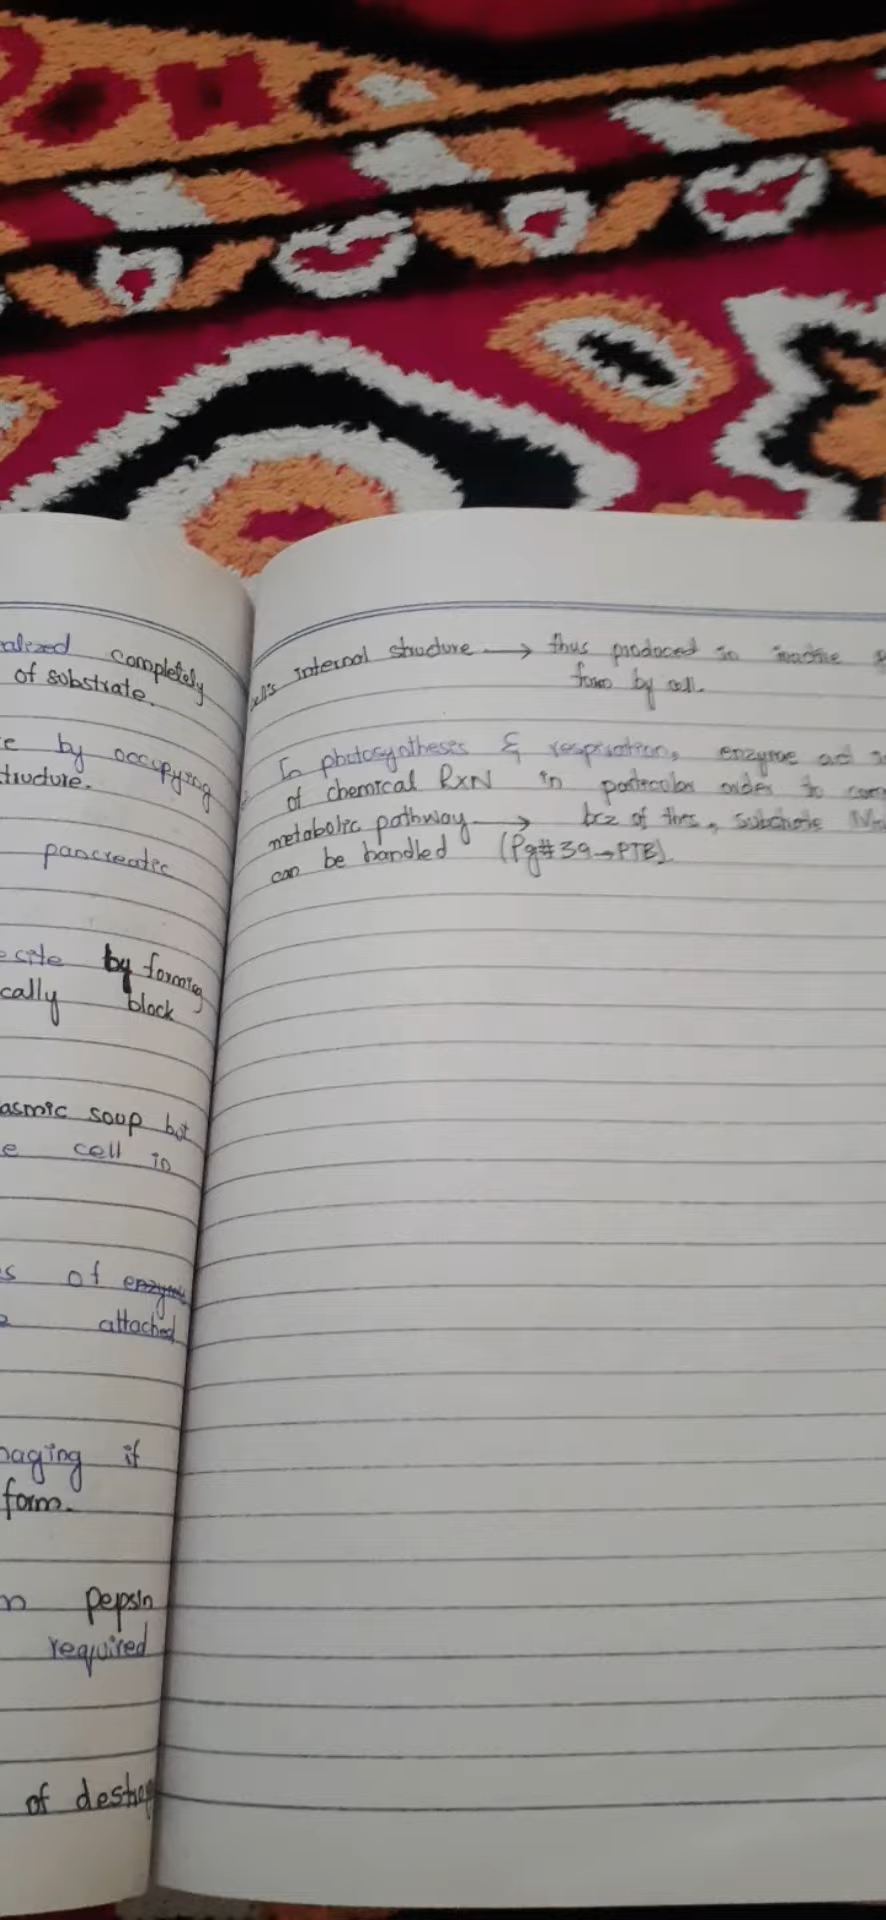 alized completely
of substrate.
e by occupying
tructure.
pancreatic
e site by forming
cally block
asmic soup but
e cell in
s of enzyme
attached
naging if
form.
n pepsin
required
of destroy
cell's internal structure → thus produced in inactive
form by cell.
In photosytheses & respiration, enzyme act
of chemical RXN in particular order to
metabolic pathway → bcz of this, substrate
can be handled (Pg#39→PTB)